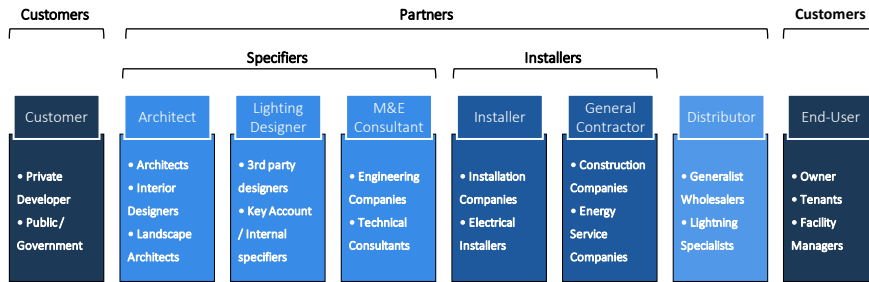 Customers
Partners
Customers
Specifiers
Installers
Customer
Architect
Lighting
Designer
M&E
Consultant
Installer
General
Contractor
Distributor
End-User
• Private
Developer
• Public /
Government
• Architects
• Interior
Designers
• Landscape
Architects
• 3rd party
designers
• Key Account
/ Internal
specifiers
• Engineering
Companies
• Technical
Consultants
• Installation
Companies
• Electrical
Installers
• Construction
Companies
• Energy
Service
Companies
• Generalist
Wholesalers
• Lightning
Specialists
• Owner
• Tenants
• Facility
Managers